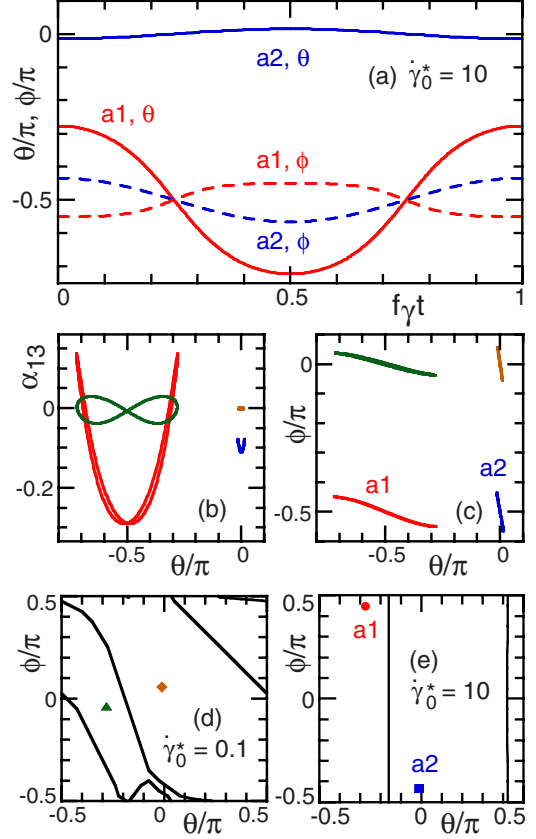 0
-0.5
θ/π, ϕ/π
a2, θ
(a) γ̇₀* = 10
a1, θ
a1, ϕ
a2, ϕ
0 0.5 1
fγt
α₁₃
0
-0.2
(b)
-0.5 0
θ/π
ϕ/π
0
-0.5
a1
a2
(c)
-0.5 0
θ/π
ϕ/π
0.5
0
-0.5
(d)
γ̇₀* = 0.1
-0.5 0 0.5
θ/π
ϕ/π
0.5
0
-0.5
a1
(e)
γ̇₀* = 10
a2
-0.5 0 0.5
θ/π